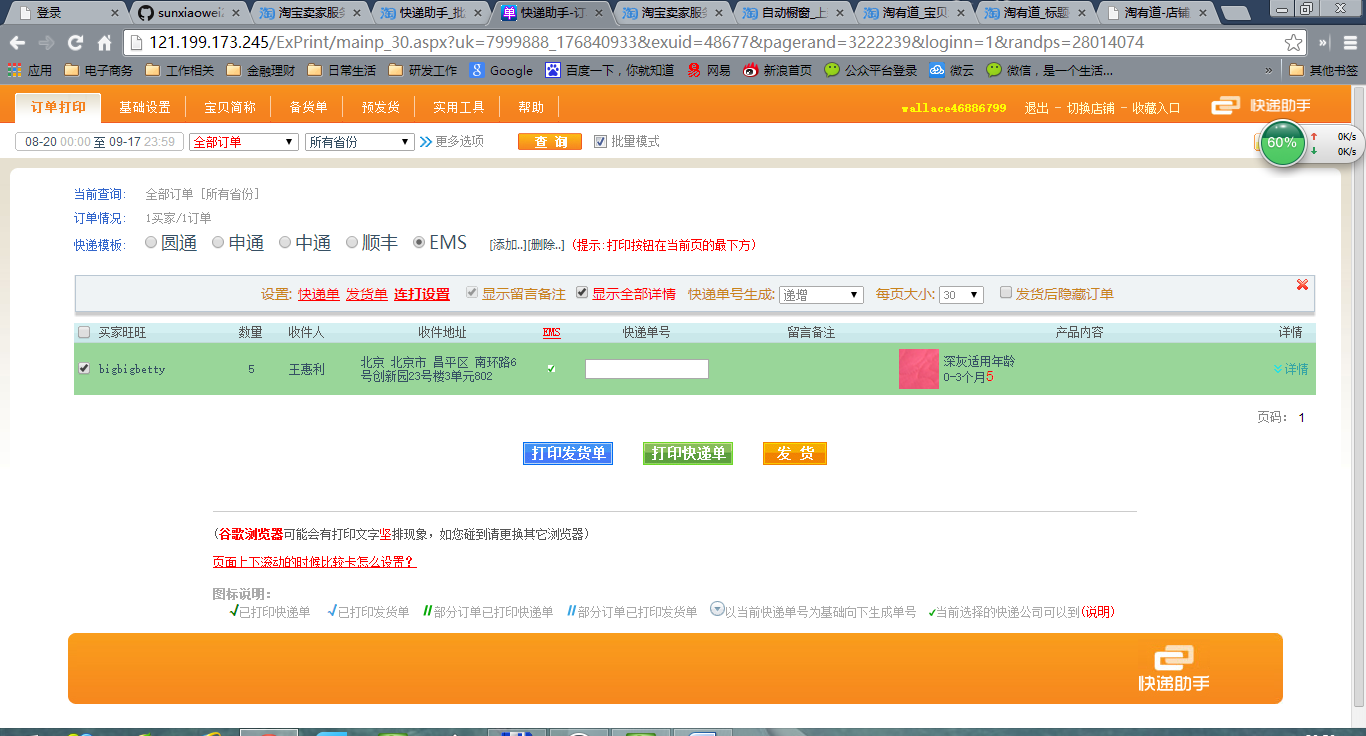 登录 sunxiaowei2 淘宝卖家服务 快递助手_批 快递助手-订 淘宝卖家服务 自动橱窗_上 淘有道_宝贝 淘有道_标题 淘有道-店铺
121.199.173.245/ExPrint/mainp_30.aspx?uk=7999888_176840933&exuid=48677&pagerand=3222239&loginn=1&randps=28014074
应用 电子商务 工作相关 金融理财 日常生活 研发工作 Google 百度一下，你就知道 网易 新浪首页 公众平台登录 微云 微信，是一个生活... » 其他书签
订单打印 基础设置 宝贝简称 备货单 预发货 实用工具 帮助 wallace46886799 退出 - 切换店铺 - 收藏入口 快递助手
08-20 00:00 至 09-17 23:59 全部订单 所有省份 更多选项 查 询 批量模式
60% 0K/s
0K/s
当前查询: 全部订单 [所有省份]
订单情况: 1买家/1订单
快递模板: 圆通 申通 中通 顺丰 EMS [添加..][删除..] (提示:打印按钮在当前页的最下方)
设置: 快递单 发货单 连打设置 显示留言备注 显示全部详情 快递单号生成: 递增 每页大小: 30 发货后隐藏订单
买家旺旺 数量 收件人 收件地址 EMS 快递单号 留言备注 产品内容 详情
bigbigbetty 5 王惠利 北京 北京市 昌平区 南环路6 深灰适用年龄
号创新园23号楼3单元802 0-3个月5 详情
页码: 1
打印发货单 打印快递单 发 货
(谷歌浏览器可能会有打印文字竖排现象，如您碰到请更换其它浏览器)
页面上下滚动的时候比较卡怎么设置?
图标说明:
已打印快递单 已打印发货单 部分订单已打印快递单 部分订单已打印发货单 以当前快递单号为基础向下生成单号 当前选择的快递公司可以到(说明)
快递助手